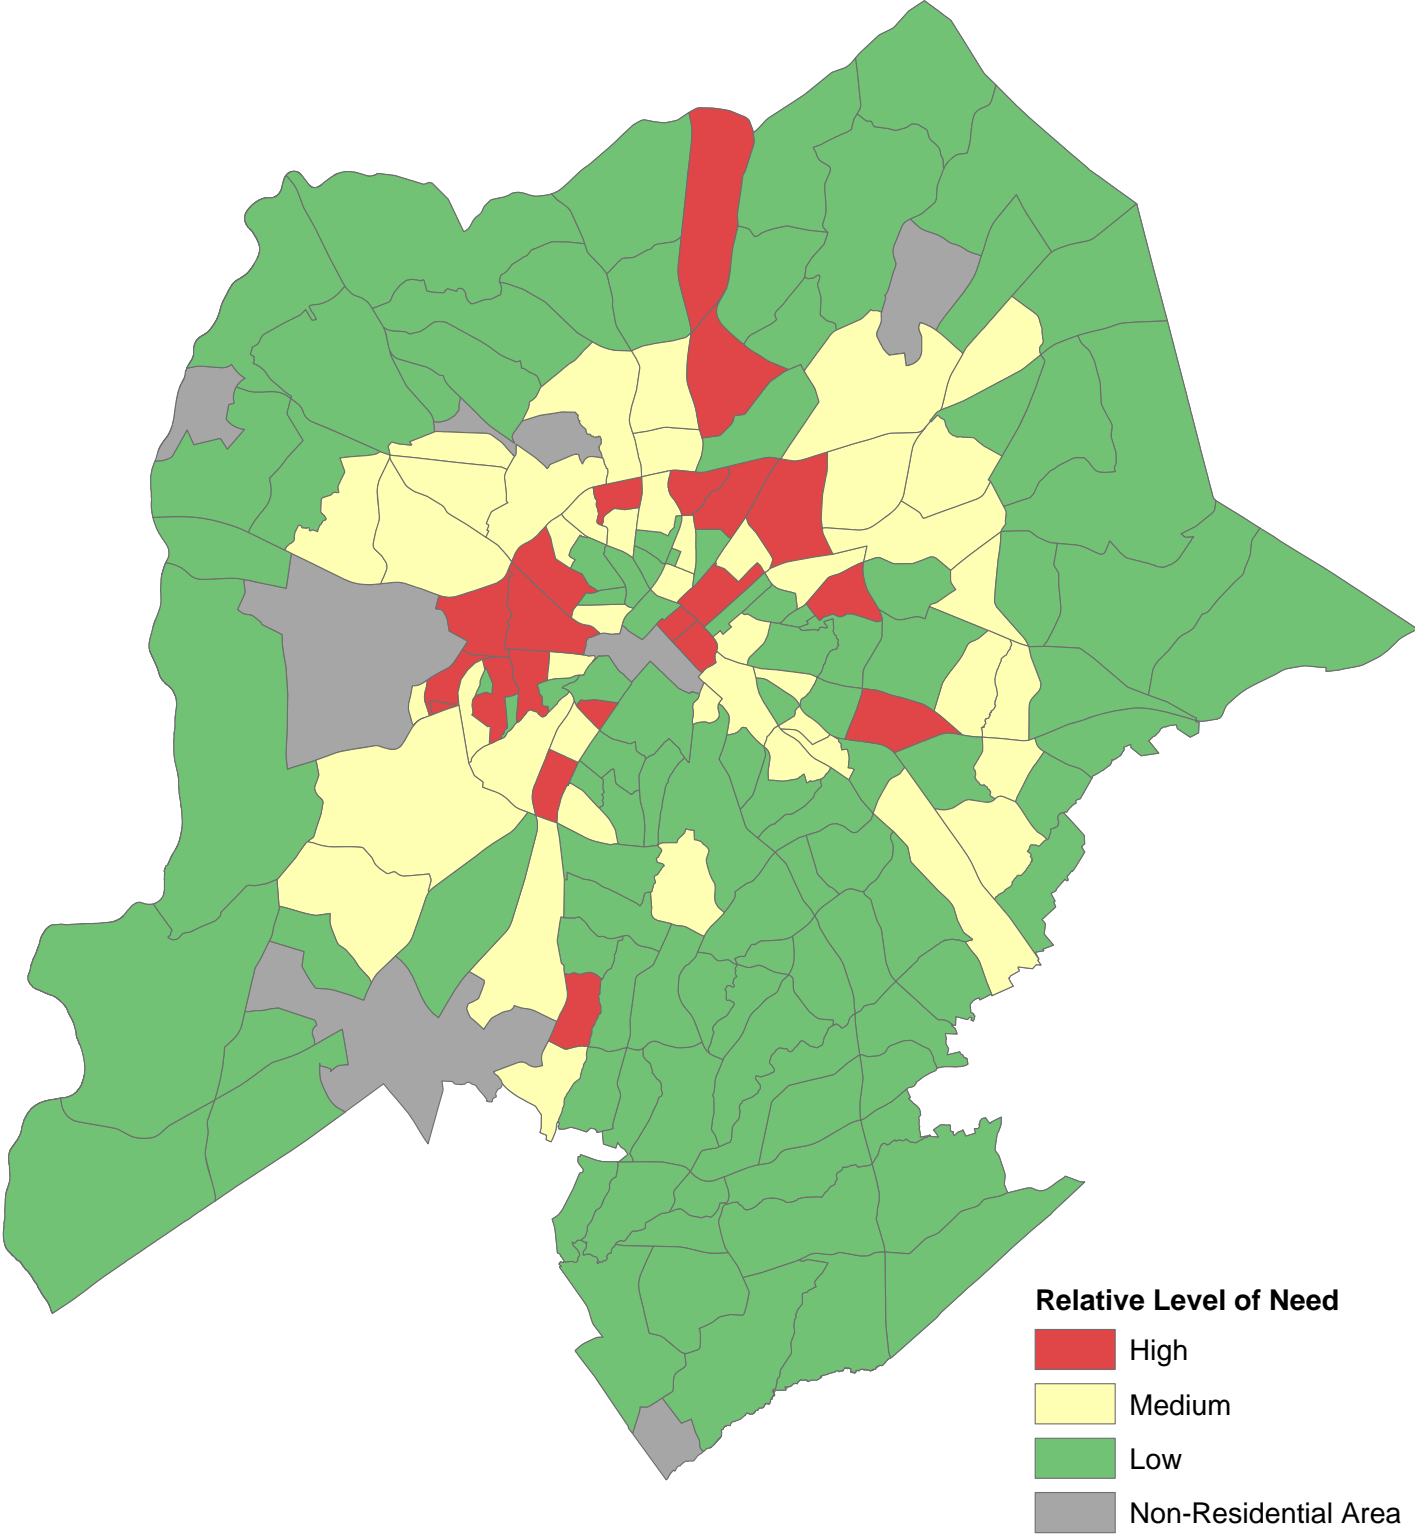 Relative Level of Need
High
Medium
Low
Non-Residential Area